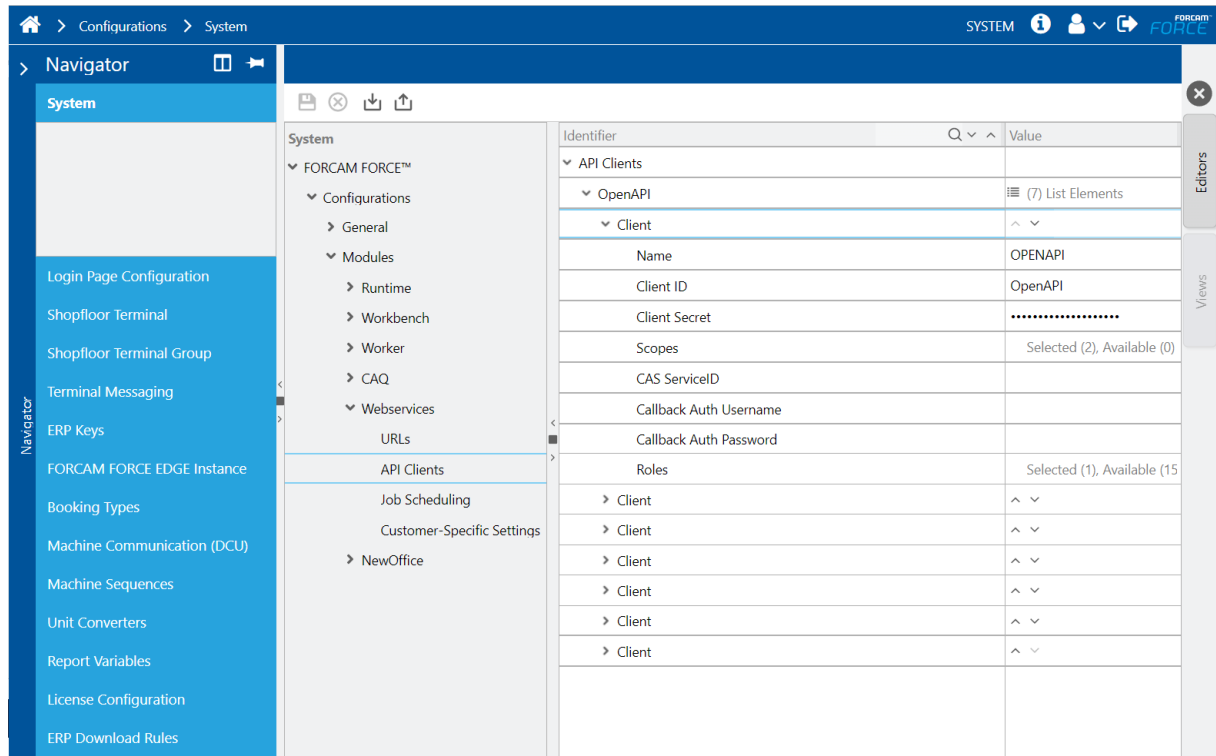 Configurations System
SYSTEM FORCAM™ FORCE
Navigator
System
Login Page Configuration
Shopfloor Terminal
Shopfloor Terminal Group
Terminal Messaging
ERP Keys
FORCAM FORCE EDGE Instance
Booking Types
Machine Communication (DCU)
Machine Sequences
Unit Converters
Report Variables
License Configuration
ERP Download Rules
Navigator
System
FORCAM FORCE™
Configurations
General
Modules
Runtime
Workbench
Worker
CAQ
Webservices
URLs
API Clients
Job Scheduling
Customer-Specific Settings
NewOffice
Identifier Value
API Clients
OpenAPI (7) List Elements
Client
Name OPENAPI
Client ID OpenAPI
Client Secret ••••••••••••••••••••
Scopes Selected (2), Available (0)
CAS ServiceID
Callback Auth Username
Callback Auth Password
Roles Selected (1), Available (15
Client
Client
Client
Client
Client
Client
Editors
Views